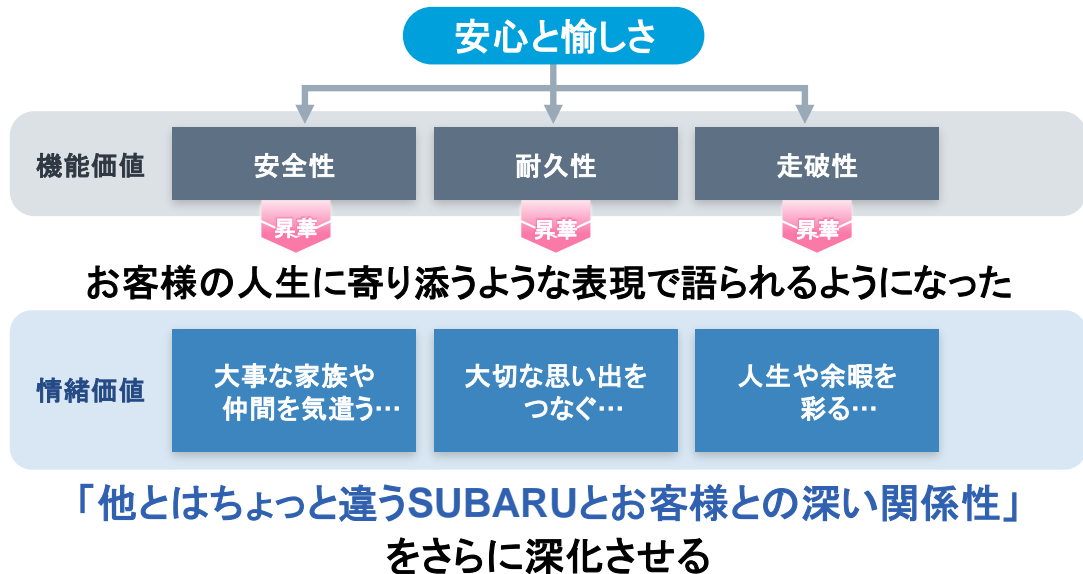 安心と愉しさ
機能価値
安全性
耐久性
走破性
昇華
昇華
昇華
お客様の人生に寄り添うような表現で語られるようになった
情緒価値
大事な家族や
仲間を気遣う…
大切な思い出を
つなぐ…
人生や余暇を
彩る…
「他とはちょっと違うSUBARUとお客様との深い関係性」
をさらに深化させる